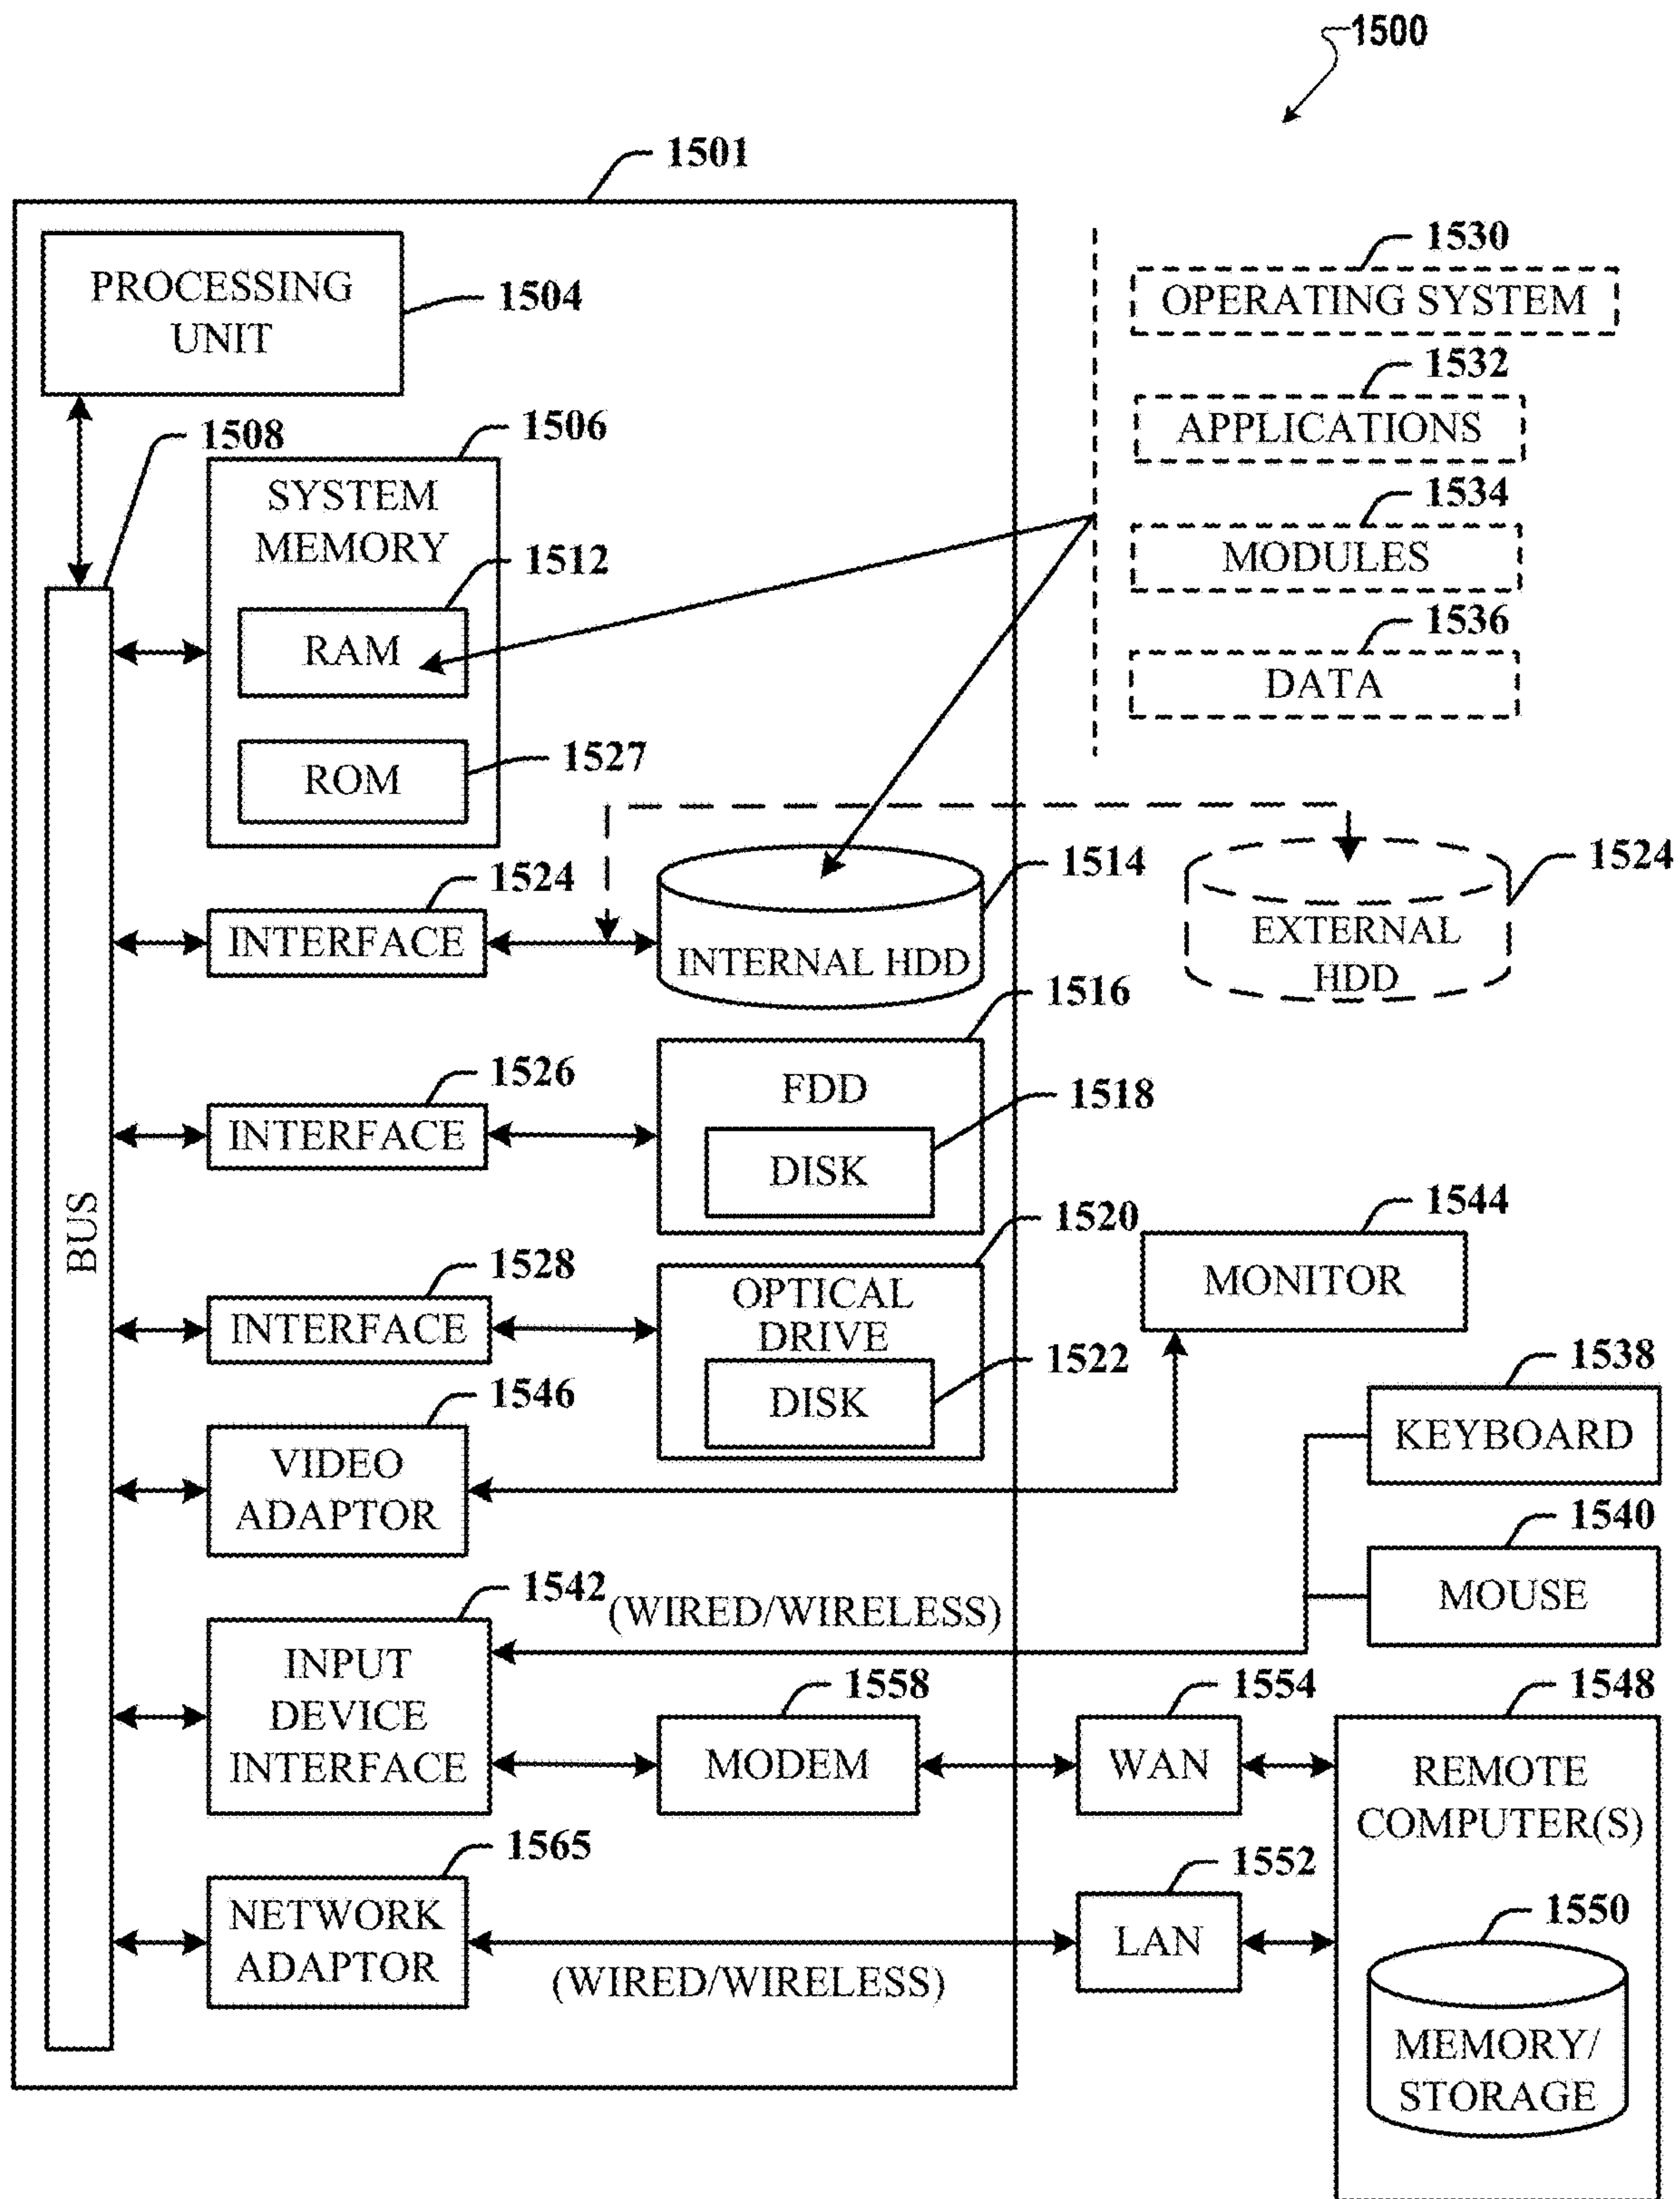 1500
1501
PROCESSING
UNIT
1504
1530
OPERATING SYSTEM
1532
APPLICATIONS
1534
MODULES
1536
DATA
1508
1506
SYSTEM
MEMORY
1512
RAM
1527
ROM
1524
INTERFACE
1514
INTERNAL HDD
1524
EXTERNAL
HDD
1516
FDD
1518
DISK
1526
INTERFACE
BUS
1520
OPTICAL
DRIVE
1522
DISK
1528
INTERFACE
1544
MONITOR
1546
VIDEO
ADAPTOR
1538
KEYBOARD
1540
MOUSE
1542
(WIRED/WIRELESS)
INPUT
DEVICE
INTERFACE
1558
MODEM
1554
WAN
1548
REMOTE
COMPUTER(S)
1565
NETWORK
ADAPTOR
(WIRED/WIRELESS)
1552
LAN
1550
MEMORY/
STORAGE